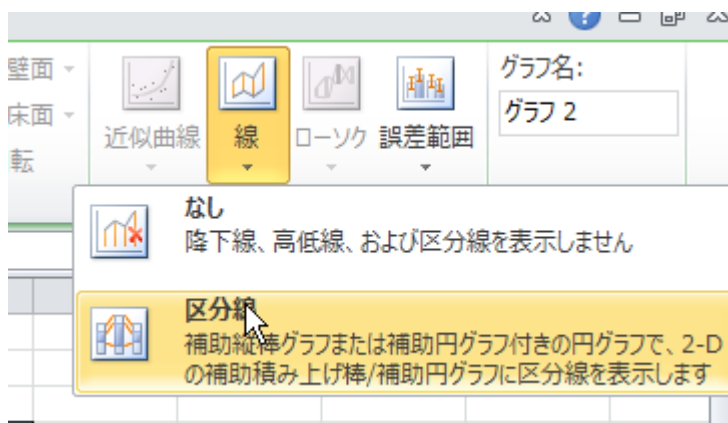 壁面
床面
転
近似曲線
線
ローソク
誤差範囲
グラフ名:
グラフ 2
なし
降下線、高低線、および区分線を表示しません
区分線
補助縦棒グラフまたは補助円グラフ付きの円グラフで、2-D
の補助積み上げ棒/補助円グラフに区分線を表示します